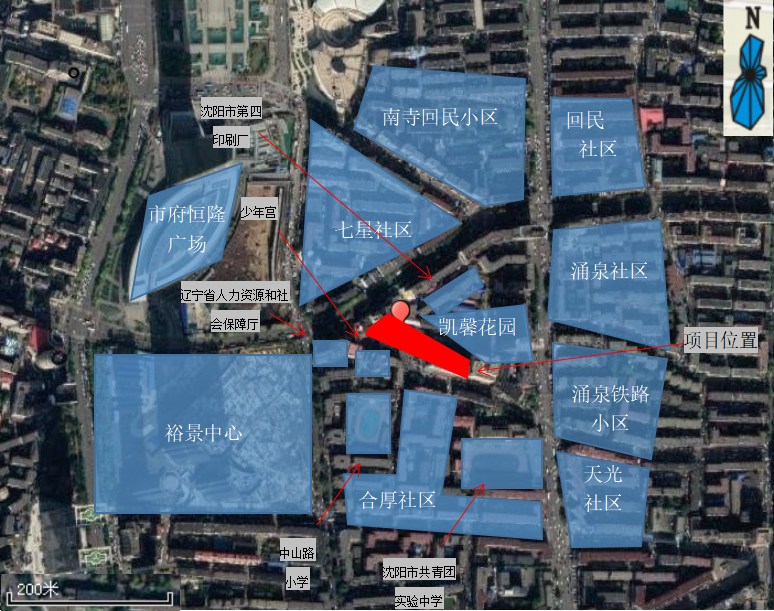 N
沈阳市第四
印刷厂
南寺回民小区
回民
社区
市府恒隆
广场
少年宫
七星社区
涌泉社区
辽宁省人力资源和社
会保障厅
凯馨花园
项目位置
裕景中心
涌泉铁路
小区
合厚社区
天光
社区
中山路
小学
沈阳市共青团
实验中学
200米